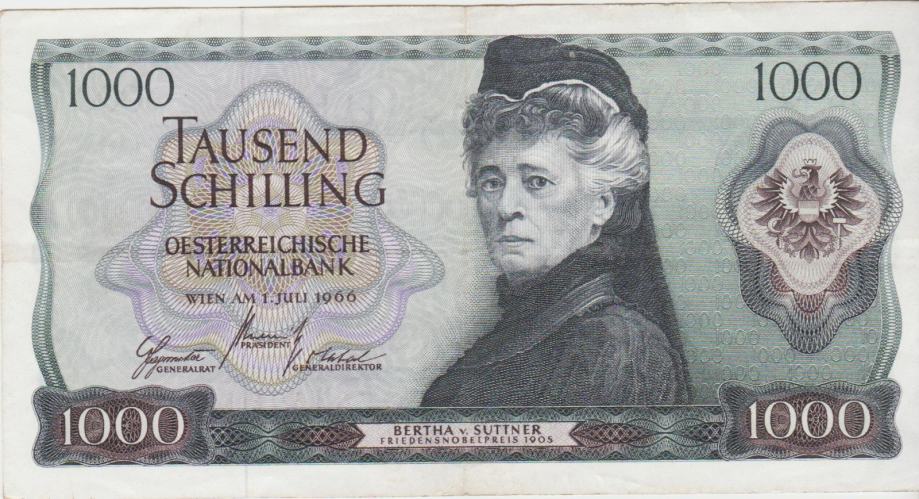 1000
1000
TAUSEND
SCHILLING
OESTERREICHISCHE
NATIONALBANK
WIEN AM 1. JULI 1966
PRÄSIDENT
GENERALRAT
GENERALDIREKTOR
1000
BERTHA v. SUTTNER
FRIEDENSNOBELPREIS 1905
1000